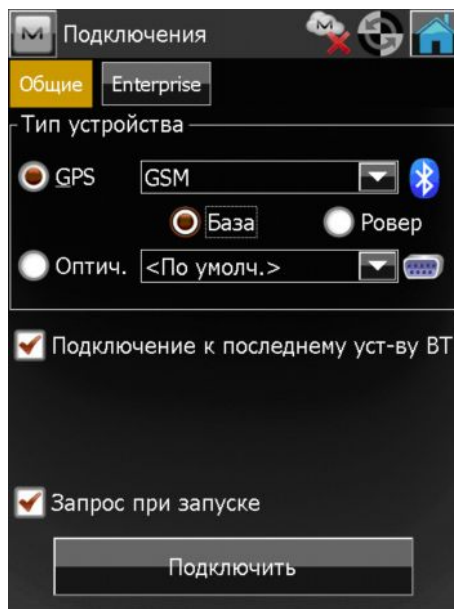 Подключения
Общие Enterprise
Тип устройства
GPS GSM
База Ровер
Оптич. <По умолч.>
Подключение к последнему уст-ву BT
Запрос при запуске
Подключить